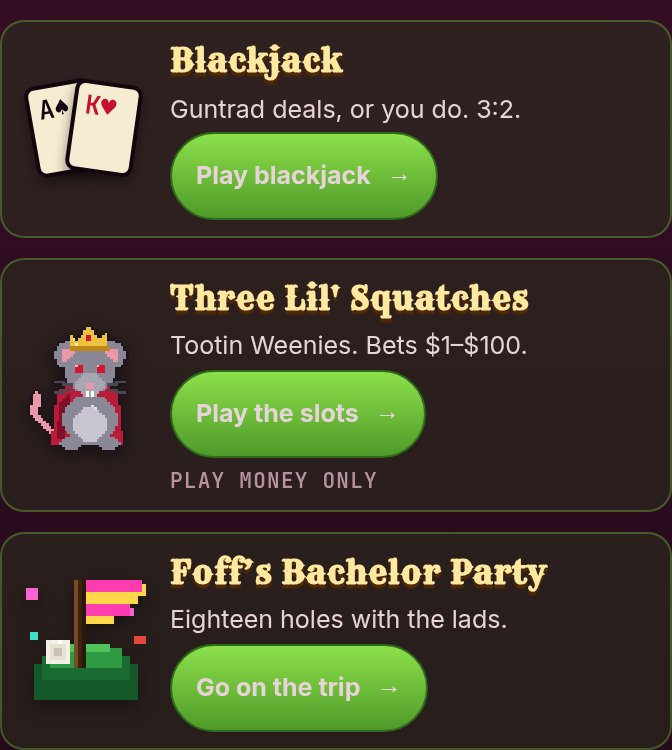 Blackjack
A♠ K♥
Guntrad deals, or you do. 3:2.
Play blackjack →
Three Lil' Squatches
Tootin Weenies. Bets $1–$100.
Play the slots →
PLAY MONEY ONLY
Foff’s Bachelor Party
Eighteen holes with the lads.
Go on the trip →